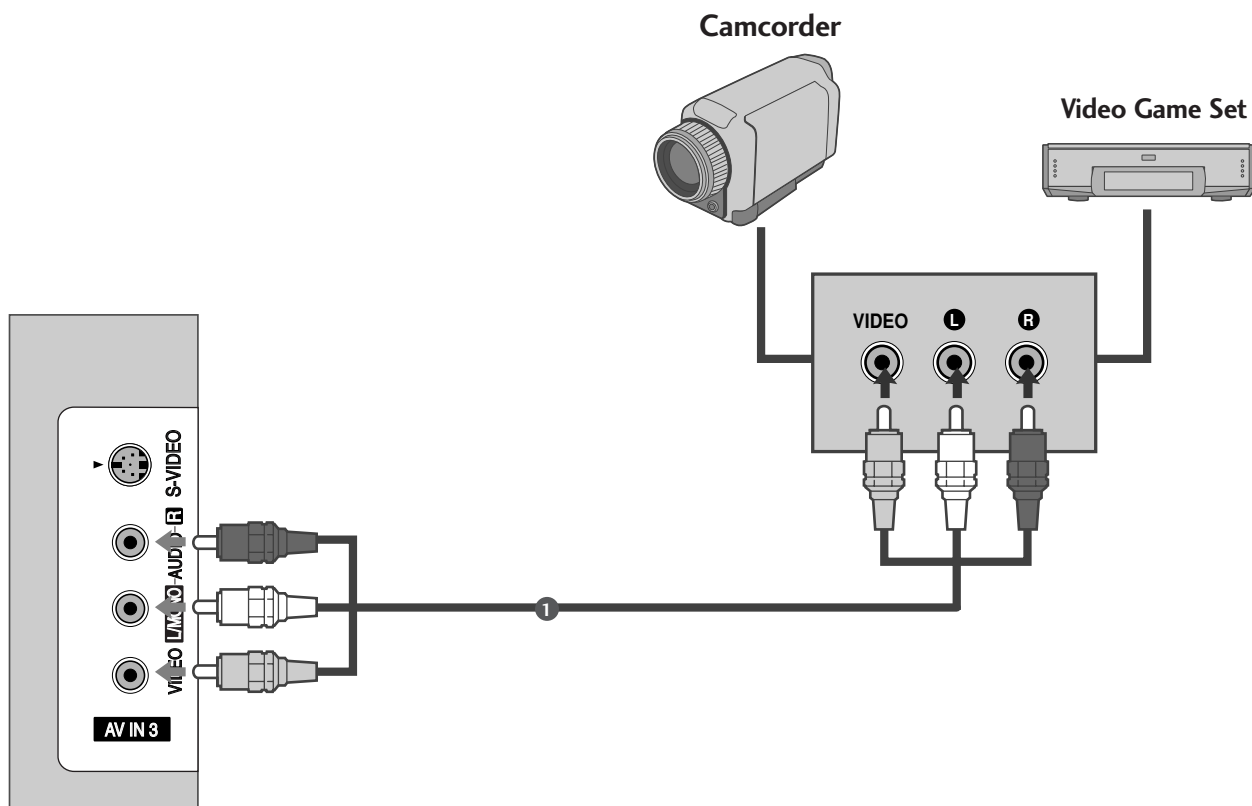 Camcorder
Video Game Set
VIDEO L R
S-VIDEO
VIDEO L/MONO AUDIO R
1
AV IN 3